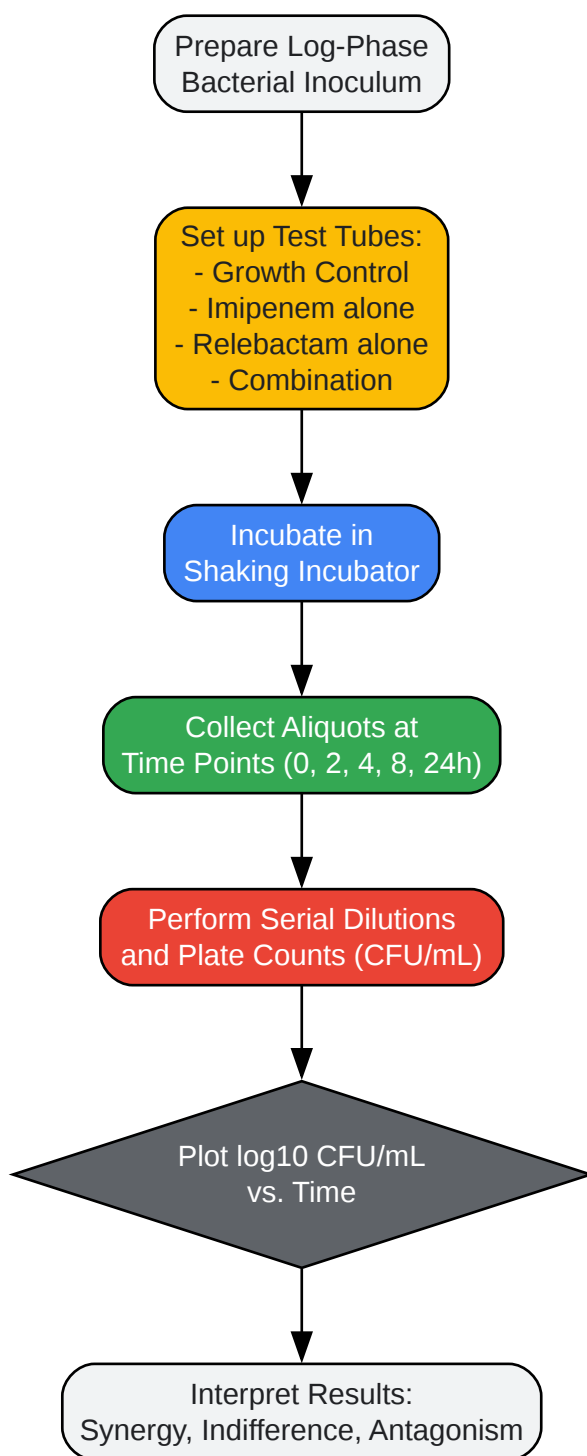 Prepare Log-Phase
Bacterial Inoculum
Set up Test Tubes:
- Growth Control
- Imipenem alone
- Relebactam alone
- Combination
Incubate in
Shaking Incubator
Collect Aliquots at
Time Points (0, 2, 4, 8, 24h)
Perform Serial Dilutions
and Plate Counts (CFU/mL)
Plot log10 CFU/mL
vs. Time
Interpret Results:
Synergy, Indifference, Antagonism